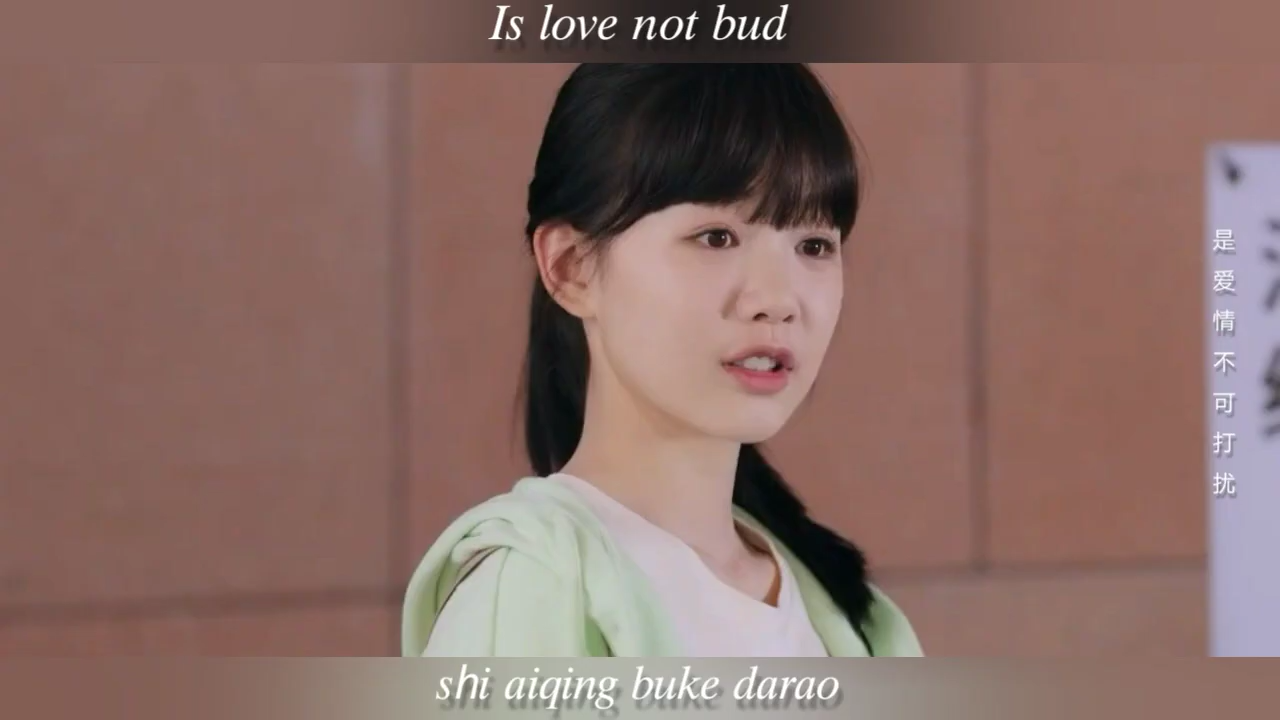 Is love not bud
是爱情不可打扰
shi aiqing buke darao